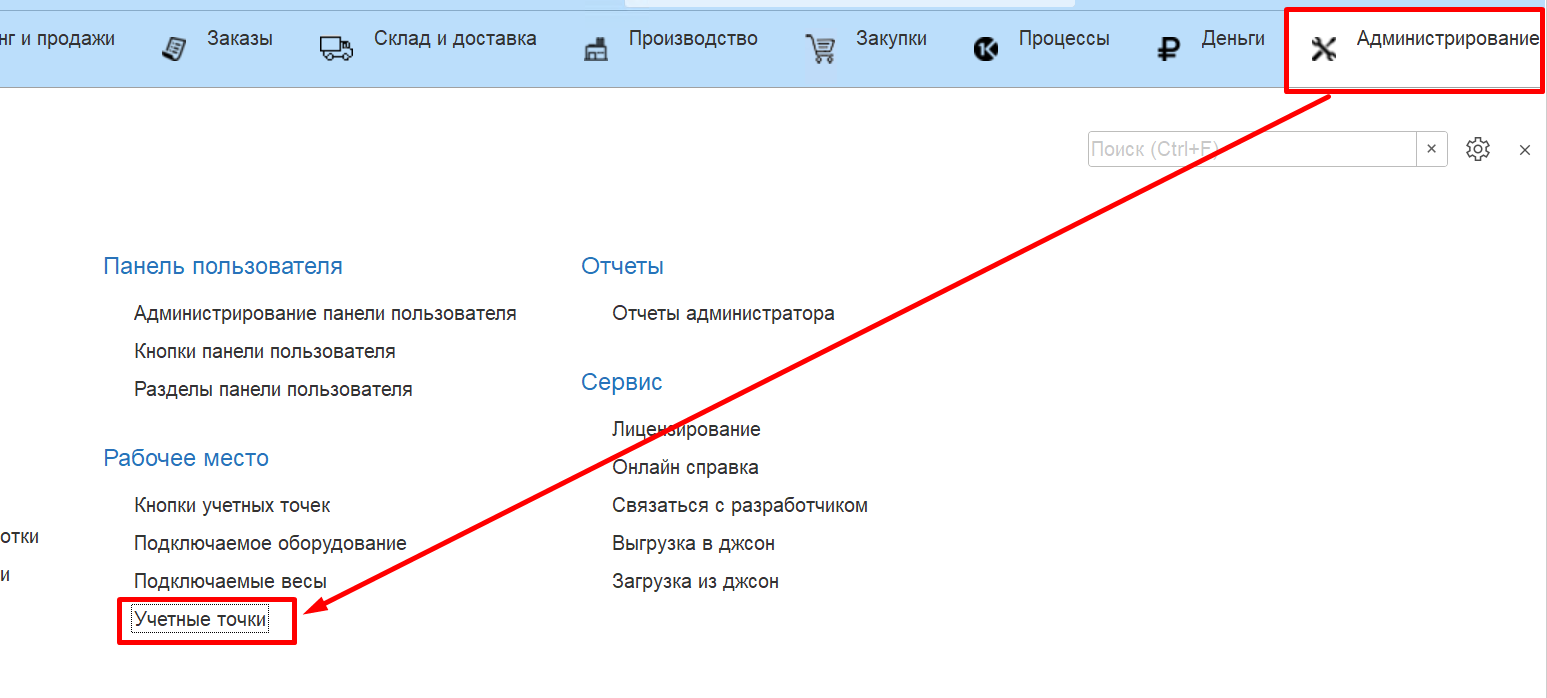 нг и продажи
Заказы
Склад и доставка
Производство
Закупки
1К
Процессы
Деньги
Администрирование
Поиск (Ctrl+F)
Панель пользователя
Администрирование панели пользователя
Кнопки панели пользователя
Разделы панели пользователя
Рабочее место
Кнопки учетных точек
Подключаемое оборудование
Подключаемые весы
Учетные точки
Отчеты
Отчеты администратора
Сервис
Лицензирование
Онлайн справка
Связаться с разработчиком
Выгрузка в джсон
Загрузка из джсон
отки
и